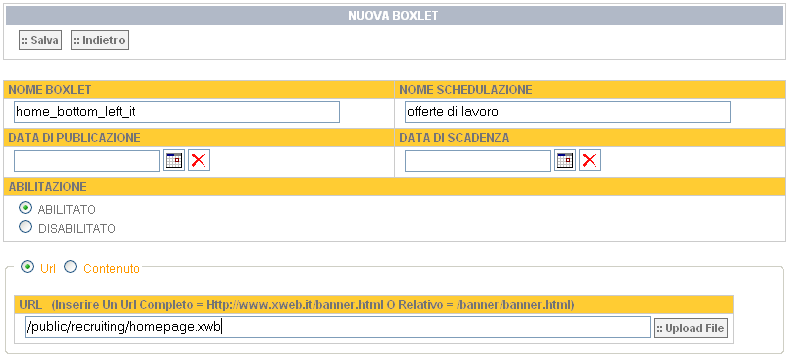 NUOVA BOXLET
:: Salva :: Indietro
NOME BOXLET NOME SCHEDULAZIONE
home_bottom_left_it offerte di lavoro
DATA DI PUBLICAZIONE DATA DI SCADENZA
ABILITAZIONE
ABILITATO
DISABILITATO
Url Contenuto
URL (Inserire Un Url Completo = Http://www.xweb.it/banner.html O Relativo = /banner/banner.html)
/public/recruiting/homepage.xwb :: Upload File